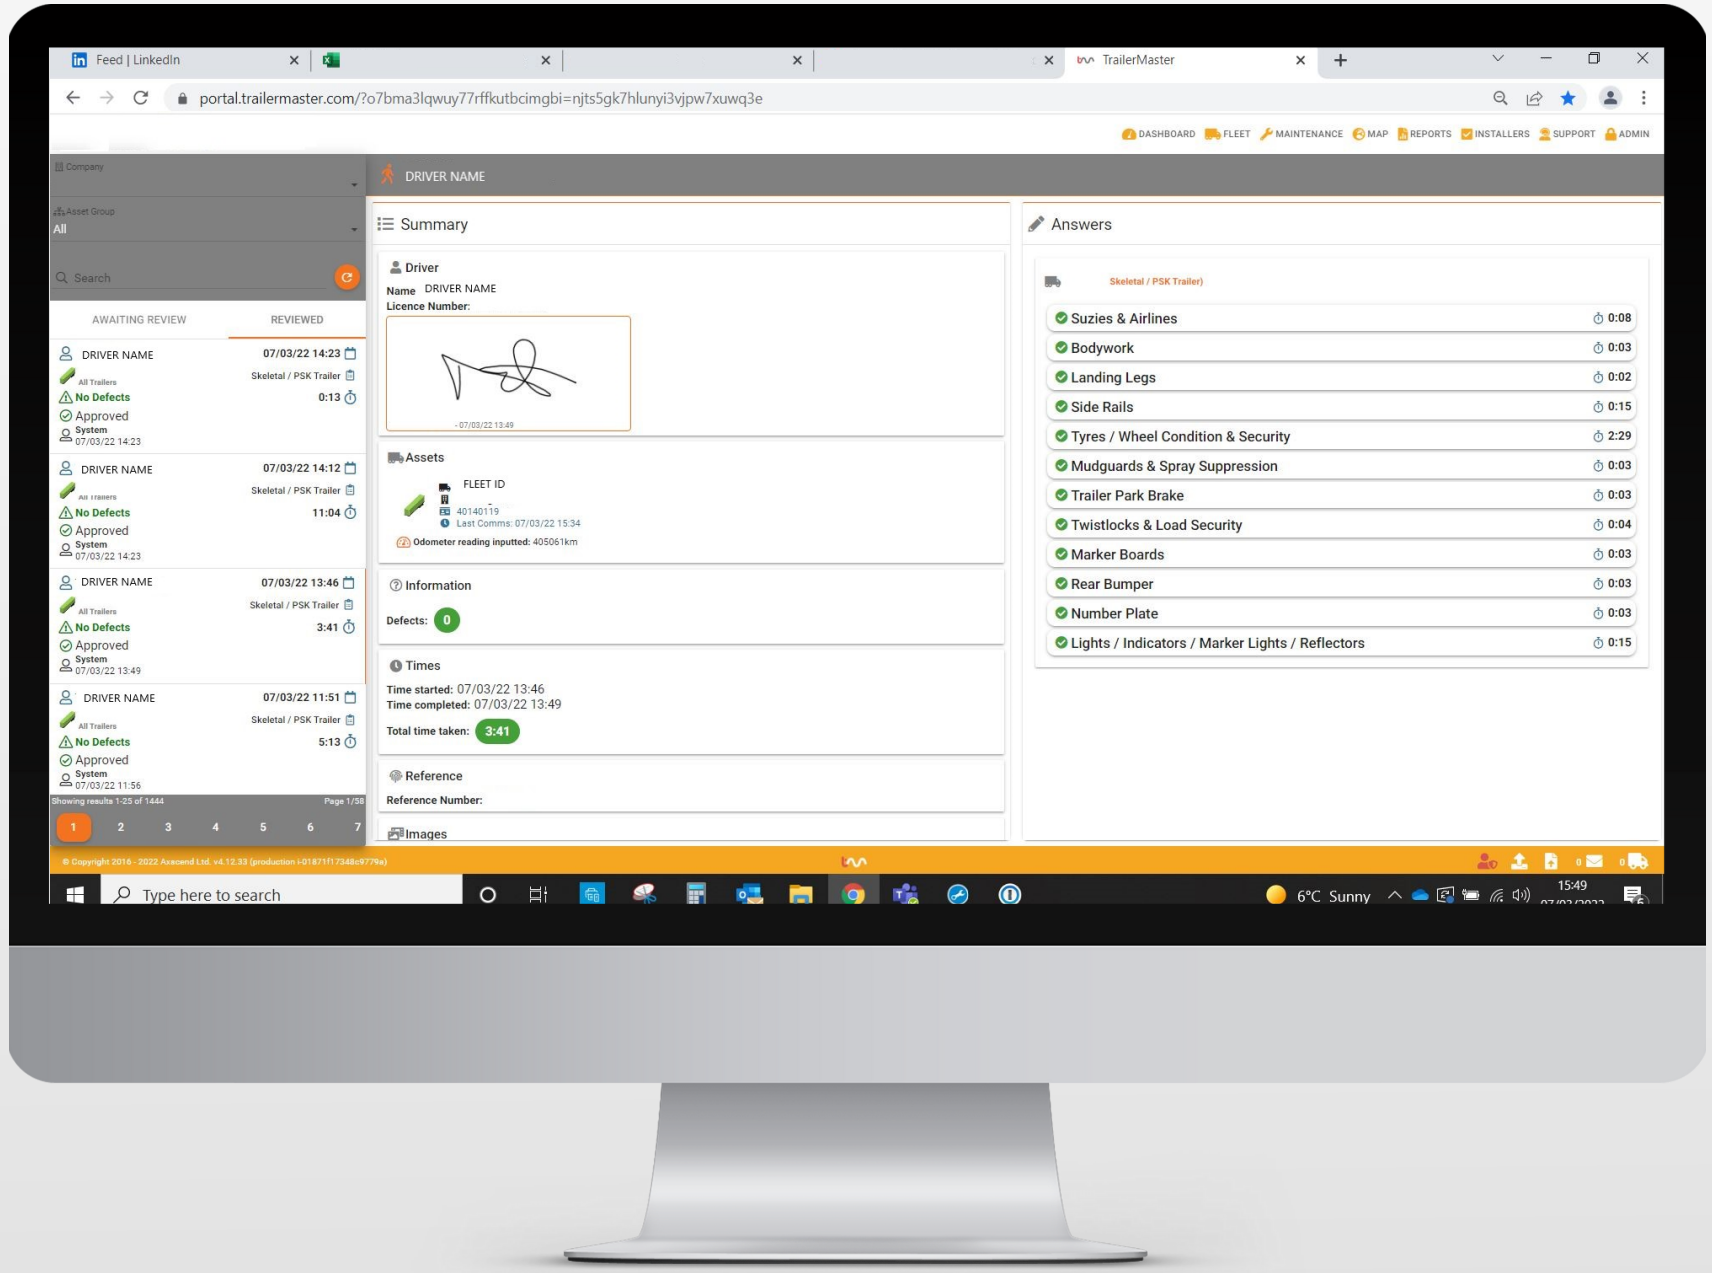 Feed | LinkedIn
TrailerMaster
portal.trailermaster.com/?o7bma3lqwuy77rffkutbcimgbi=njts5gk7hlunyi3vjpw7xuwq3e
DASHBOARD FLEET MAINTENANCE MAP REPORTS INSTALLERS SUPPORT ADMIN
Company
Asset Group
All
Search
AWAITING REVIEW REVIEWED
DRIVER NAME 07/03/22 14:23
All Trailers Skeletal / PSK Trailer
No Defects 0:13
Approved
System
07/03/22 14:23
DRIVER NAME 07/03/22 14:12
All Trailers Skeletal / PSK Trailer
No Defects 11:04
Approved
System
07/03/22 14:23
DRIVER NAME 07/03/22 13:46
All Trailers Skeletal / PSK Trailer
No Defects 3:41
Approved
System
07/03/22 13:49
DRIVER NAME 07/03/22 11:51
All Trailers Skeletal / PSK Trailer
No Defects 5:13
Approved
System
07/03/22 11:56
Showing results 1-25 of 1444 Page 1/58
1 2 3 4 5 6 7
DRIVER NAME
Summary
Driver
Name DRIVER NAME
Licence Number:
- 07/03/22 13:49
Assets
FLEET ID
40140119
Last Comms: 07/03/22 15:34
Odometer reading inputted: 405061km
Information
Defects: 0
Times
Time started: 07/03/22 13:46
Time completed: 07/03/22 13:49
Total time taken: 3:41
Reference
Reference Number:
Images
Answers
Skeletal / PSK Trailer)
Suzies & Airlines 0:08
Bodywork 0:03
Landing Legs 0:02
Side Rails 0:15
Tyres / Wheel Condition & Security 2:29
Mudguards & Spray Suppression 0:03
Trailer Park Brake 0:03
Twistlocks & Load Security 0:04
Marker Boards 0:03
Rear Bumper 0:03
Number Plate 0:03
Lights / Indicators / Marker Lights / Reflectors 0:15
© Copyright 2016 - 2022 Axscend Ltd. v4.12.33 (production i-01871f17348c9779a)
0 0
Type here to search
6°C Sunny
15:49
07/03/2022